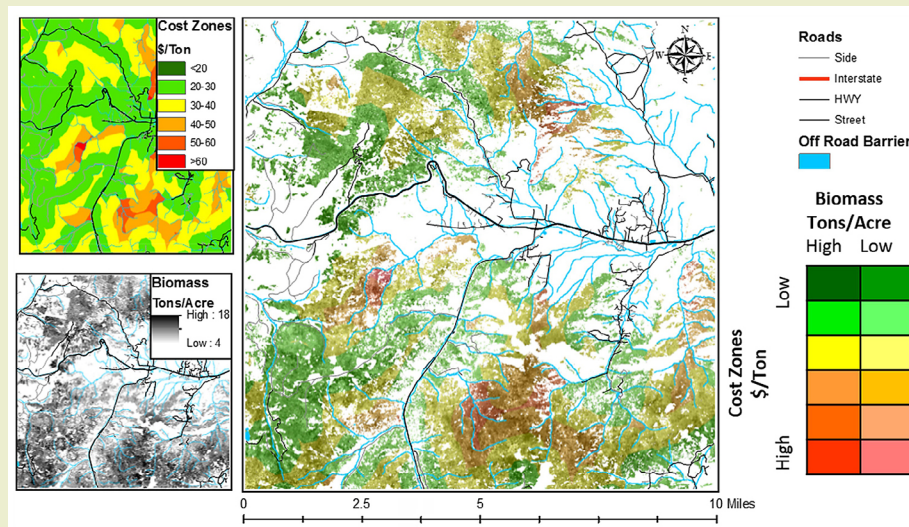 Cost Zones
$/Ton
<20
20-30
30-40
40-50
50-60
>60
Biomass
Tons/Acre
High : 18
Low : 4
N
W
E
S
0
2.5
5
10 Miles
Roads
Side
Interstate
HWY
Street
Off Road Barrier
Biomass
Tons/Acre
High Low
Low
High
Cost Zones
$/Ton